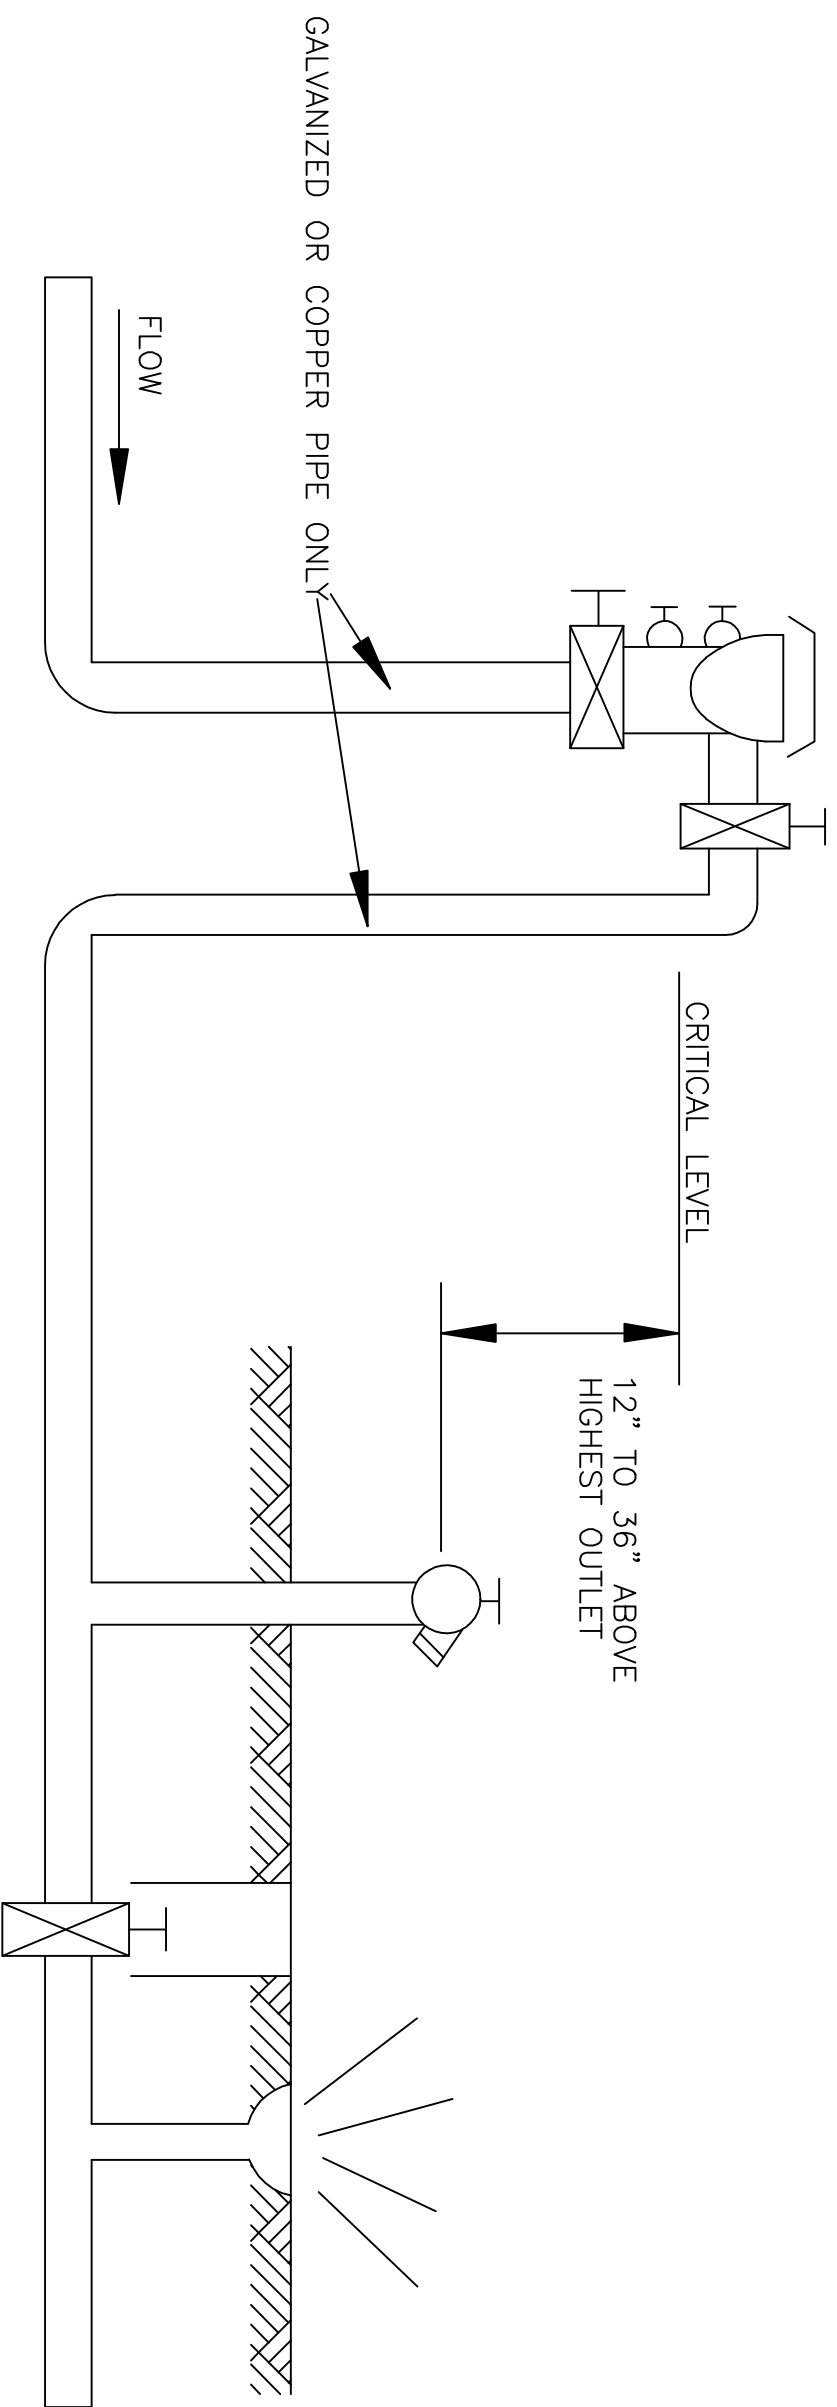 GALVANIZED OR COPPER PIPE ONLY
FLOW
CRITICAL LEVEL
12" TO 36" ABOVE
HIGHEST OUTLET